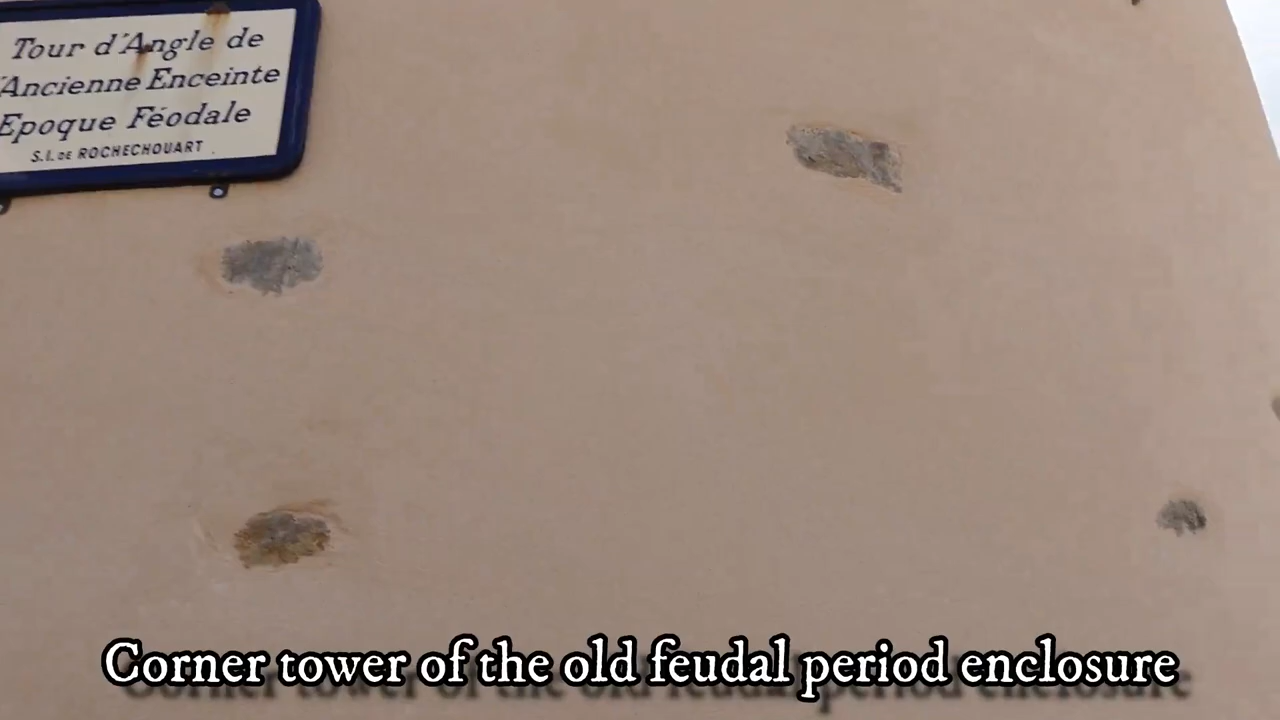 Tour d'Angle de
l'Ancienne Enceinte
Epoque Féodale
S.I. DE ROCHECHOUART.
Corner tower of the old feudal period enclosure